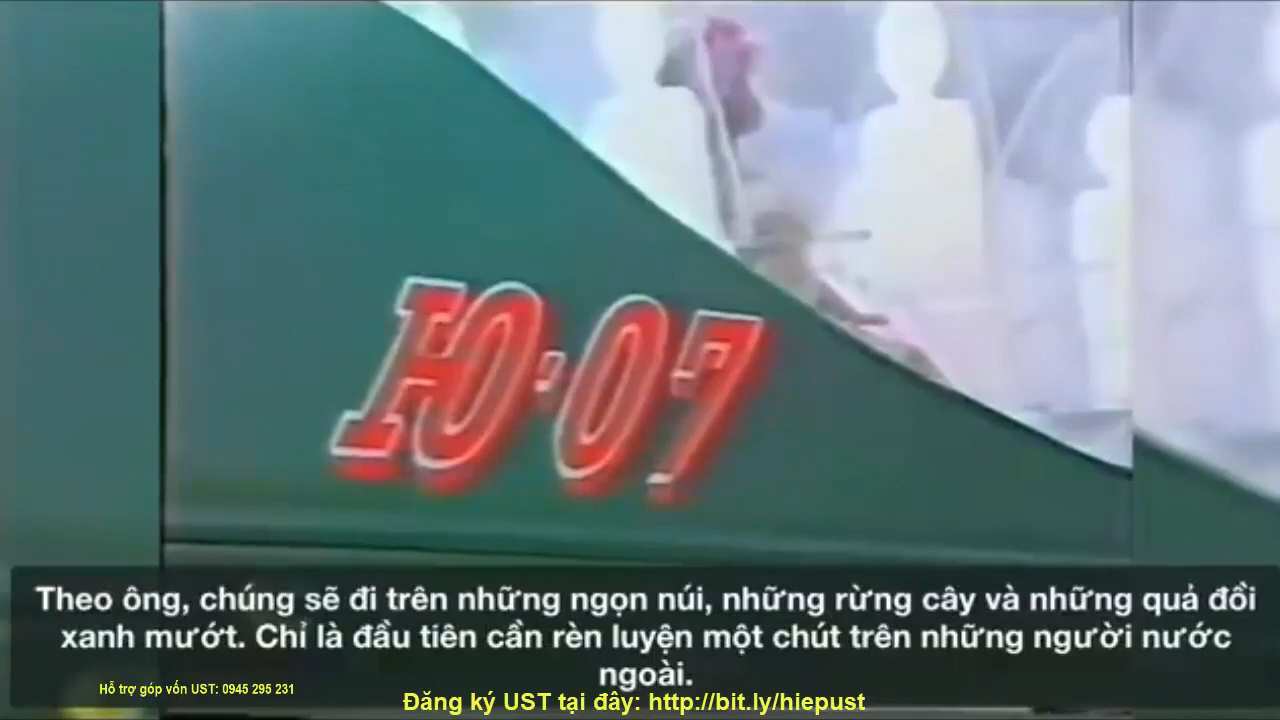 Ю-07
Theo ông, chúng sẽ đi trên những ngọn núi, những rừng cây và những quả đồi
xanh mướt. Chỉ là đầu tiên cần rèn luyện một chút trên những người nước
ngoài.
Hỗ trợ góp vốn UST: 0945 295 231
Đăng ký UST tại đây: http://bit.ly/hiepust